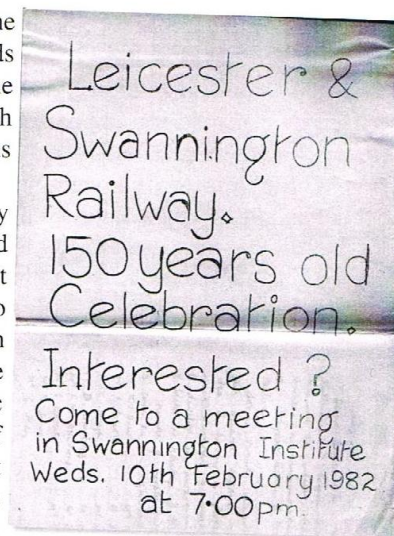 Leicester &
Swannington
Railway.
150 years old
Celebration.
Interested ?
Come to a meeting
in Swannington Institute
Weds. 10th February 1982
at 7·00pm.